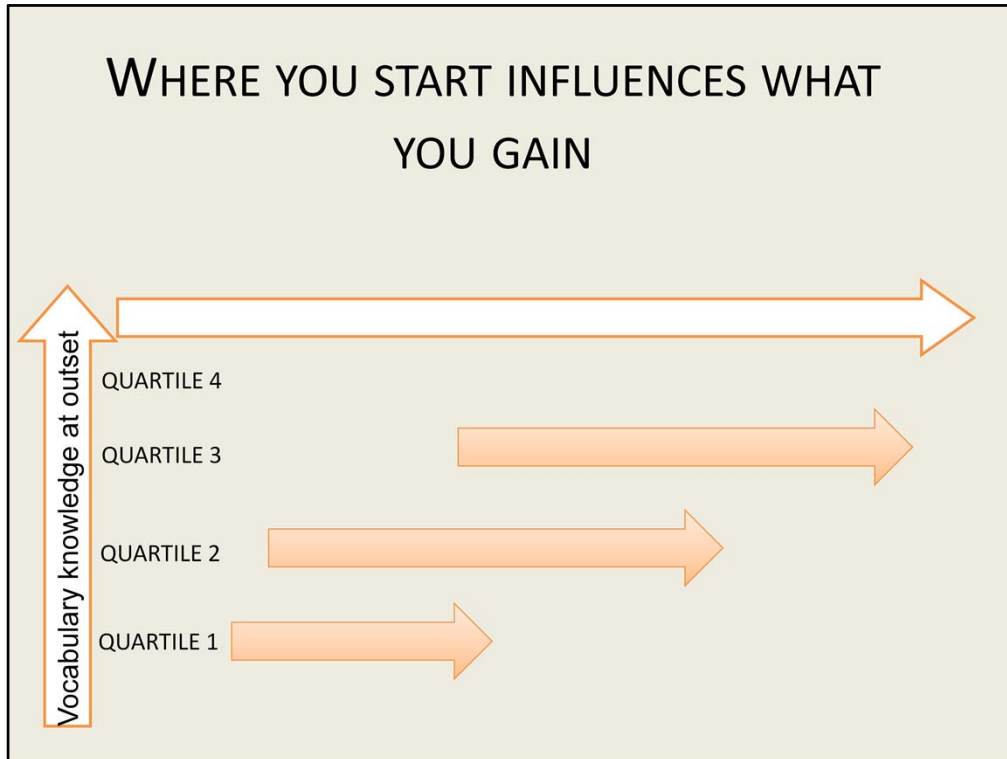 WHERE YOU START INFLUENCES WHAT
YOU GAIN
Vocabulary knowledge at outset
QUARTILE 4
QUARTILE 3
QUARTILE 2
QUARTILE 1